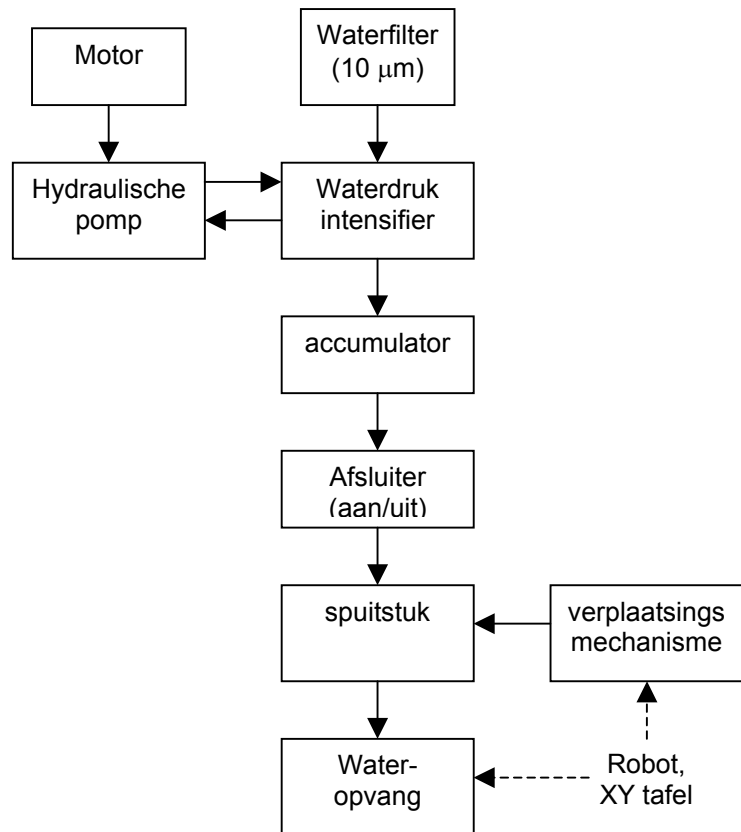 Motor
Waterfilter
(10 μm)
Hydraulische
pomp
Waterdruk
intensifier
accumulator
Afsluiter
(aan/uit)
spuitstuk
verplaatsings
mechanisme
Water-
opvang
Robot,
XY tafel